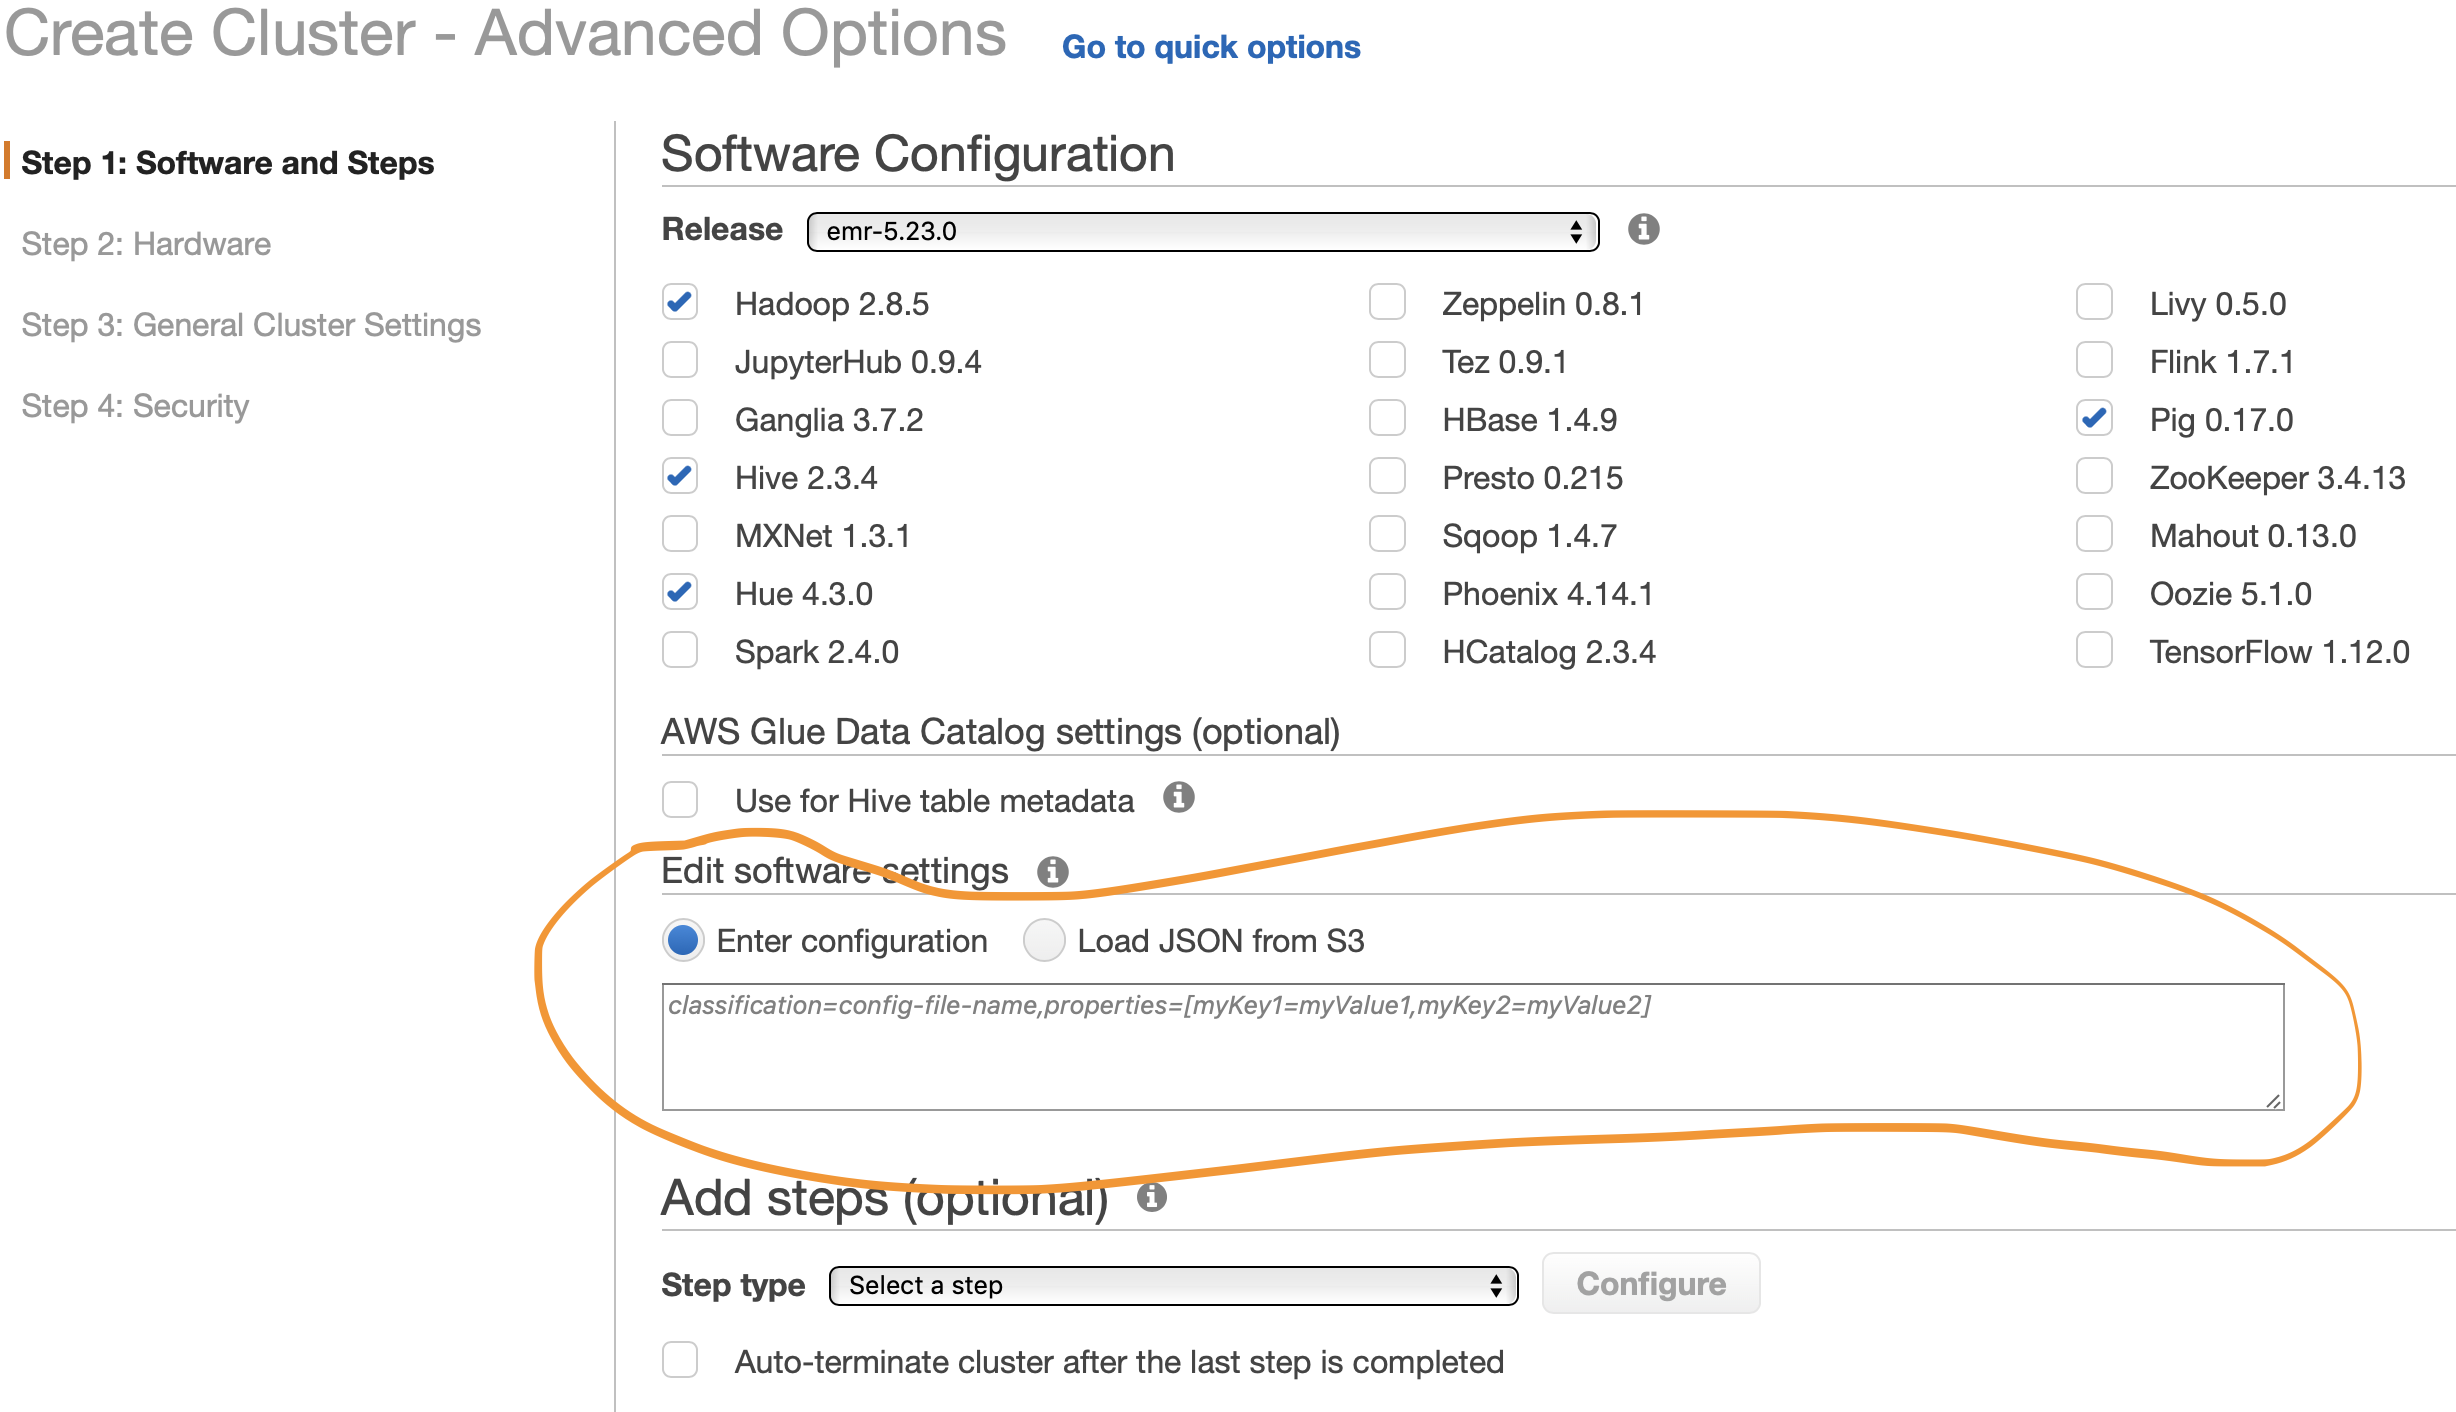 Create Cluster - Advanced Options Go to quick options
Step 1: Software and Steps
Step 2: Hardware
Step 3: General Cluster Settings
Step 4: Security
Software Configuration
Release emr-5.23.0
Hadoop 2.8.5 Zeppelin 0.8.1 Livy 0.5.0
JupyterHub 0.9.4 Tez 0.9.1 Flink 1.7.1
Ganglia 3.7.2 HBase 1.4.9 Pig 0.17.0
Hive 2.3.4 Presto 0.215 ZooKeeper 3.4.13
MXNet 1.3.1 Sqoop 1.4.7 Mahout 0.13.0
Hue 4.3.0 Phoenix 4.14.1 Oozie 5.1.0
Spark 2.4.0 HCatalog 2.3.4 TensorFlow 1.12.0
AWS Glue Data Catalog settings (optional)
Use for Hive table metadata
Edit software settings
Enter configuration Load JSON from S3
classification=config-file-name,properties=[myKey1=myValue1,myKey2=myValue2]
Add steps (optional)
Step type Select a step Configure
Auto-terminate cluster after the last step is completed